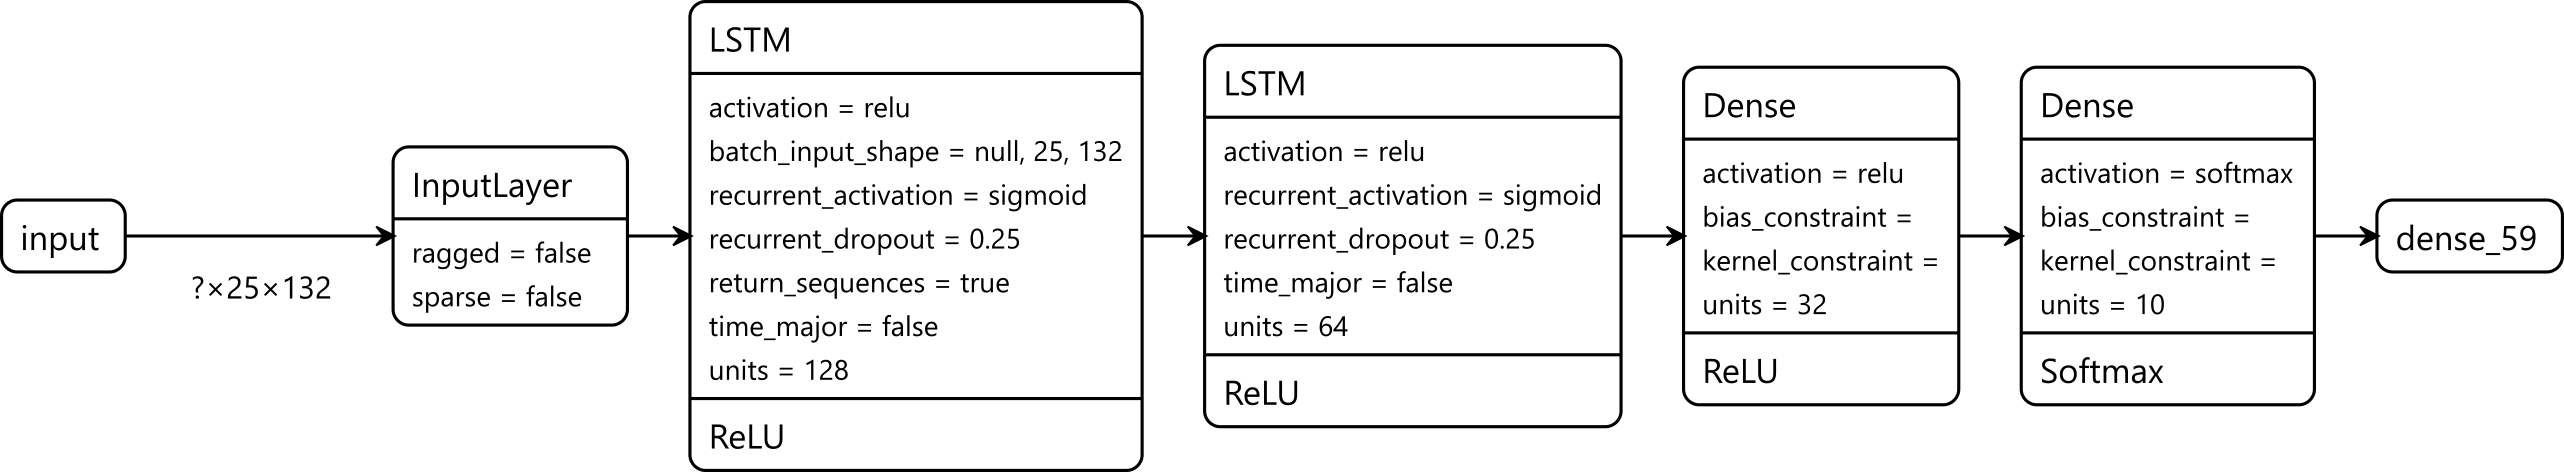 input
?×25×132
InputLayer
ragged = false
sparse = false
LSTM
activation = relu
batch_input_shape = null, 25, 132
recurrent_activation = sigmoid
recurrent_dropout = 0.25
return_sequences = true
time_major = false
units = 128
ReLU
LSTM
activation = relu
recurrent_activation = sigmoid
recurrent_dropout = 0.25
time_major = false
units = 64
ReLU
Dense
activation = relu
bias_constraint =
kernel_constraint =
units = 32
ReLU
Dense
activation = softmax
bias_constraint =
kernel_constraint =
units = 10
Softmax
dense_59